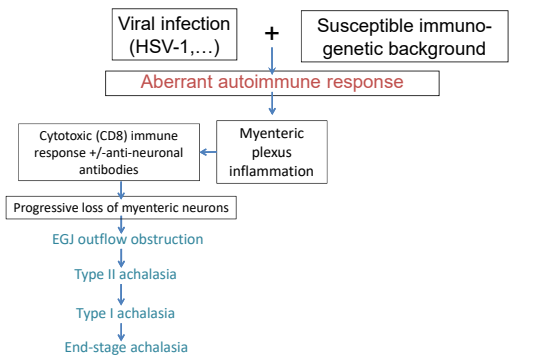 Viral infection
(HSV-1,...)
+
Susceptible immuno-
genetic background
Aberrant autoimmune response
Cytotoxic (CD8) immune
response +/-anti-neuronal
antibodies
Myenteric
plexus
inflammation
Progressive loss of myenteric neurons
EGJ outflow obstruction
Type II achalasia
Type I achalasia
End-stage achalasia